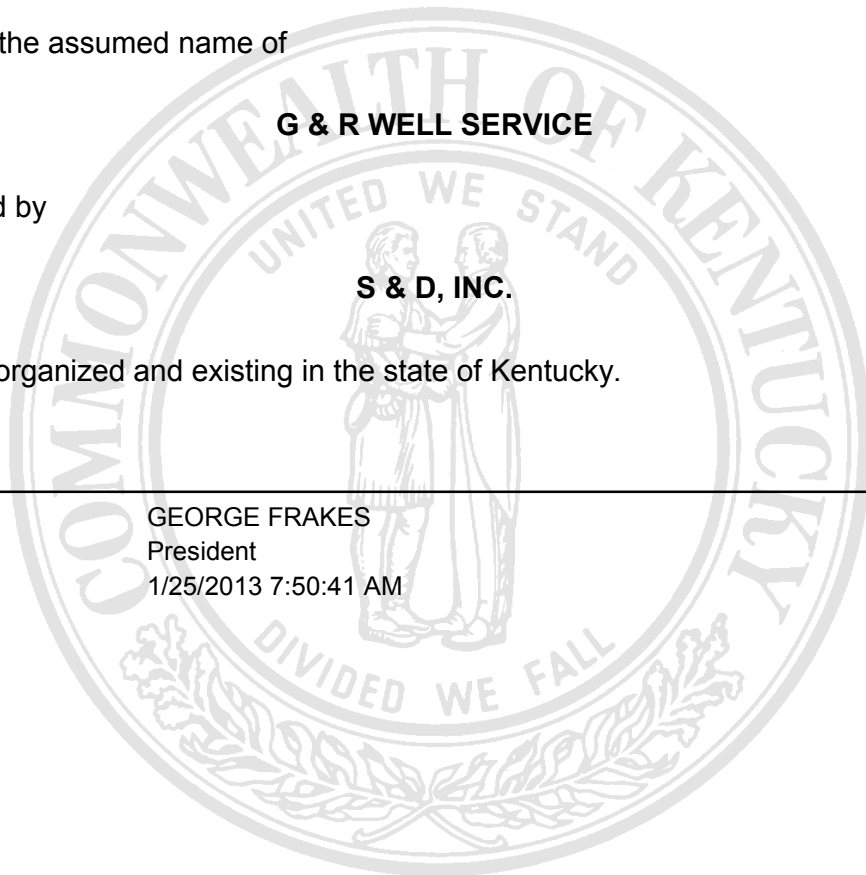 the assumed name of
G & R WELL SERVICE
d by
S & D, INC.
organized and existing in the state of Kentucky.
GEORGE FRAKES
President
1/25/2013 7:50:41 AM
COMMONWEALTH OF KENTUCKY
UNITED WE STAND
DIVIDED WE FALL